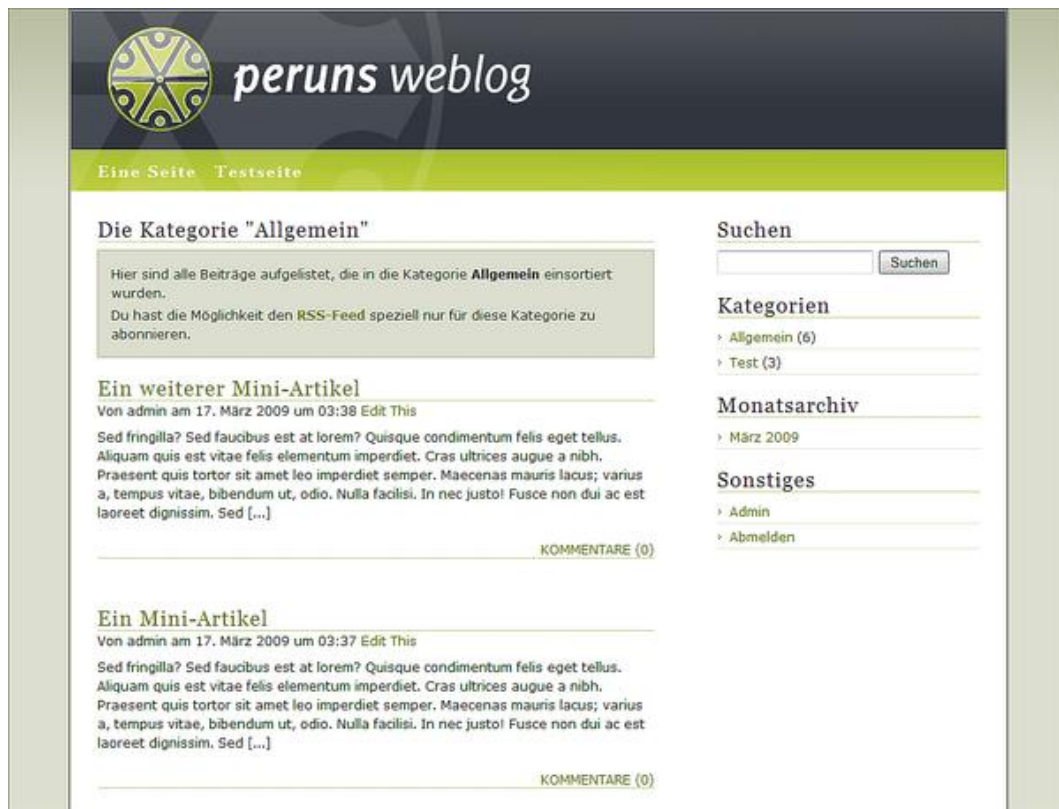 peruns weblog
Eine Seite Testseite
Die Kategorie "Allgemein"
Hier sind alle Beiträge aufgelistet, die in die Kategorie Allgemein einsortiert
wurden.
Du hast die Möglichkeit den RSS-Feed speziell nur für diese Kategorie zu
abonnieren.
Ein weiterer Mini-Artikel
Von admin am 17. März 2009 um 03:38 Edit This
Sed fringilla? Sed faucibus est at lorem? Quisque condimentum felis eget tellus.
Aliquam quis est vitae felis elementum imperdiet. Cras ultrices augue a nibh.
Praesent quis tortor sit amet leo imperdiet semper. Maecenas mauris lacus; varius
a, tempus vitae, bibendum ut, odio. Nulla facilisi. In nec justo! Fusce non dui ac est
laoreet dignissim. Sed [...]
KOMMENTARE (0)
Ein Mini-Artikel
Von admin am 17. März 2009 um 03:37 Edit This
Sed fringilla? Sed faucibus est at lorem? Quisque condimentum felis eget tellus.
Aliquam quis est vitae felis elementum imperdiet. Cras ultrices augue a nibh.
Praesent quis tortor sit amet leo imperdiet semper. Maecenas mauris lacus; varius
a, tempus vitae, bibendum ut, odio. Nulla facilisi. In nec justo! Fusce non dui ac est
laoreet dignissim. Sed [...]
KOMMENTARE (0)
Suchen
Suchen
Kategorien
› Allgemein (6)
› Test (3)
Monatsarchiv
› März 2009
Sonstiges
› Admin
› Abmelden